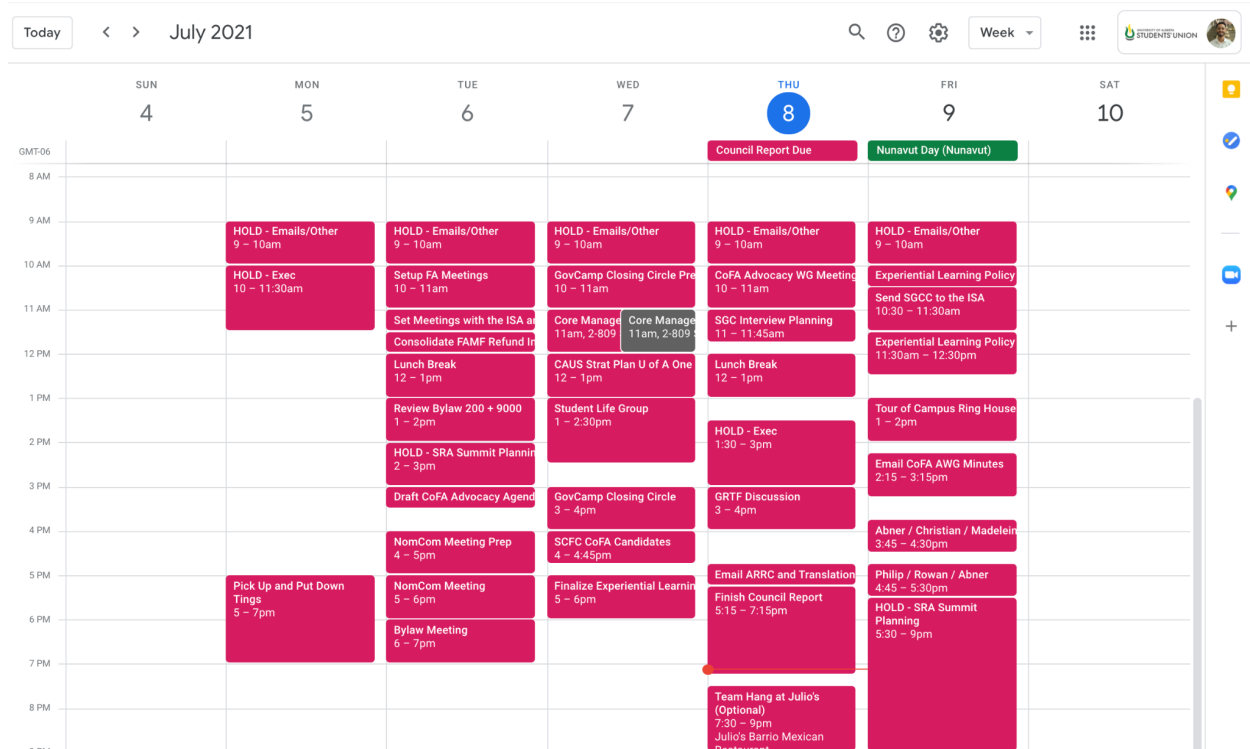 Today
July 2021
Week
UNIVERSITY OF ALBERTA
STUDENTS' UNION
SUN
4
MON
5
TUE
6
WED
7
THU
8
FRI
9
SAT
10
GMT-06
Council Report Due
Nunavut Day (Nunavut)
8 AM
9 AM
10 AM
11 AM
12 PM
1 PM
2 PM
3 PM
4 PM
5 PM
6 PM
7 PM
8 PM
HOLD - Emails/Other
9 – 10am
HOLD - Exec
10 – 11:30am
Pick Up and Put Down
Tings
5 – 7pm
HOLD - Emails/Other
9 – 10am
Setup FA Meetings
10 – 11am
Set Meetings with the ISA a
Consolidate FAMF Refund In
Lunch Break
12 – 1pm
Review Bylaw 200 + 9000
1 – 2pm
HOLD - SRA Summit Plannin
2 – 3pm
Draft CoFA Advocacy Agend
NomCom Meeting Prep
4 – 5pm
NomCom Meeting
5 – 6pm
Bylaw Meeting
6 – 7pm
HOLD - Emails/Other
9 – 10am
GovCamp Closing Circle Pre
10 – 11am
Core Manage
11am, 2-809
Core Manage
11am, 2-809
CAUS Strat Plan U of A One
12 – 1pm
Student Life Group
1 – 2:30pm
GovCamp Closing Circle
3 – 4pm
SCFC CoFA Candidates
4 – 4:45pm
Finalize Experiential Learnin
5 – 6pm
HOLD - Emails/Other
9 – 10am
CoFA Advocacy WG Meeting
10 – 11am
SGC Interview Planning
11 – 11:45am
Lunch Break
12 – 1pm
HOLD - Exec
1:30 – 3pm
GRTF Discussion
3 – 4pm
Email ARRC and Translation
Finish Council Report
5:15 – 7:15pm
Team Hang at Julio's
(Optional)
7:30 – 9pm
Julio's Barrio Mexican
Restaurant
HOLD - Emails/Other
9 – 10am
Experiential Learning Policy
Send SGCC to the ISA
10:30 – 11:30am
Experiential Learning Policy
11:30am – 12:30pm
Tour of Campus Ring House
1 – 2pm
Email CoFA AWG Minutes
2:15 – 3:15pm
Abner / Christian / Madelein
3:45 – 4:30pm
Philip / Rowan / Abner
4:45 – 5:30pm
HOLD - SRA Summit
Planning
5:30 – 9pm